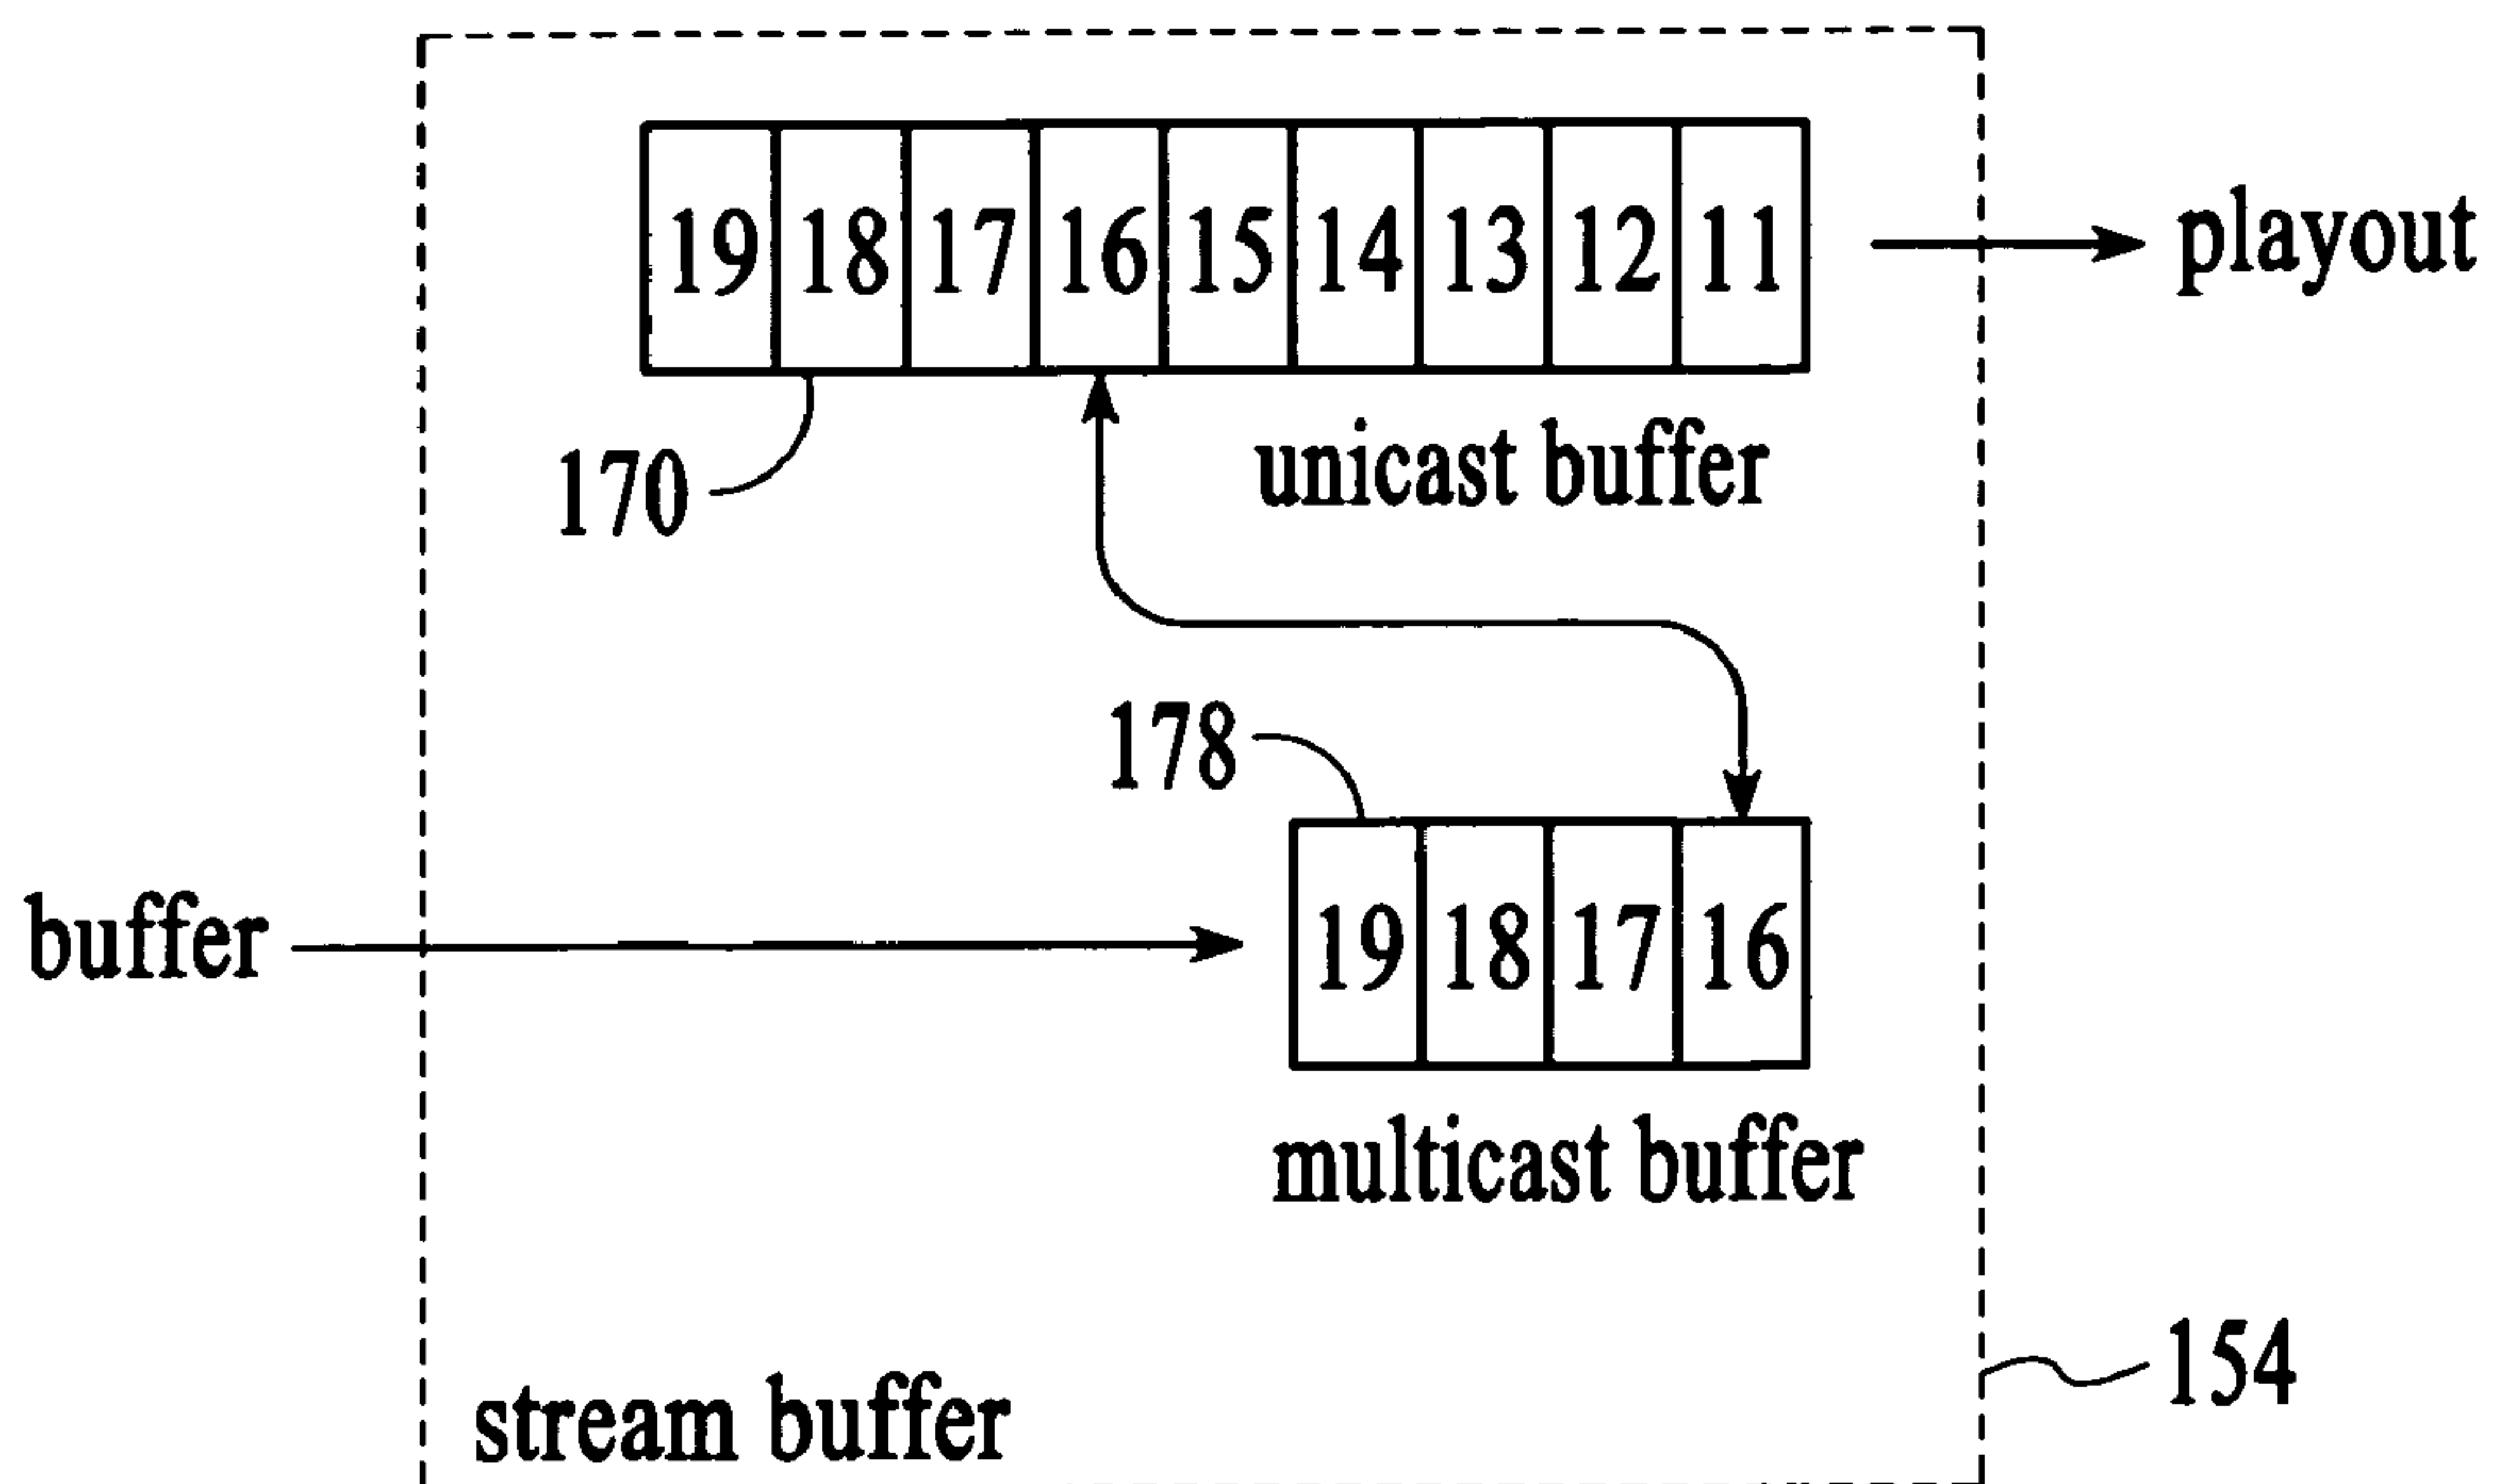 19 18 17 16 15 14 13 12 11
playout
170
unicast buffer
178
buffer
19 18 17 16
multicast buffer
154
stream buffer